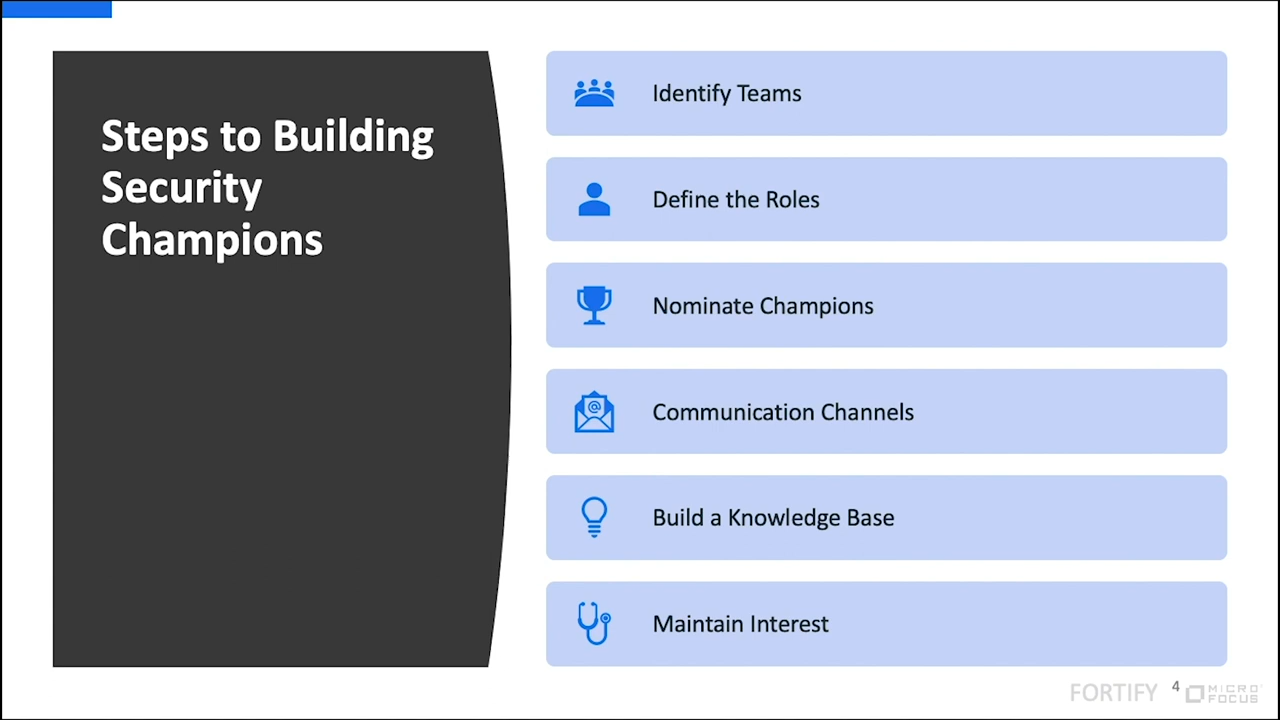 Steps to Building
Security
Champions
Identify Teams
Define the Roles
Nominate Champions
@
Communication Channels
Build a Knowledge Base
Maintain Interest
FORTIFY
4
MICRO
FOCUS